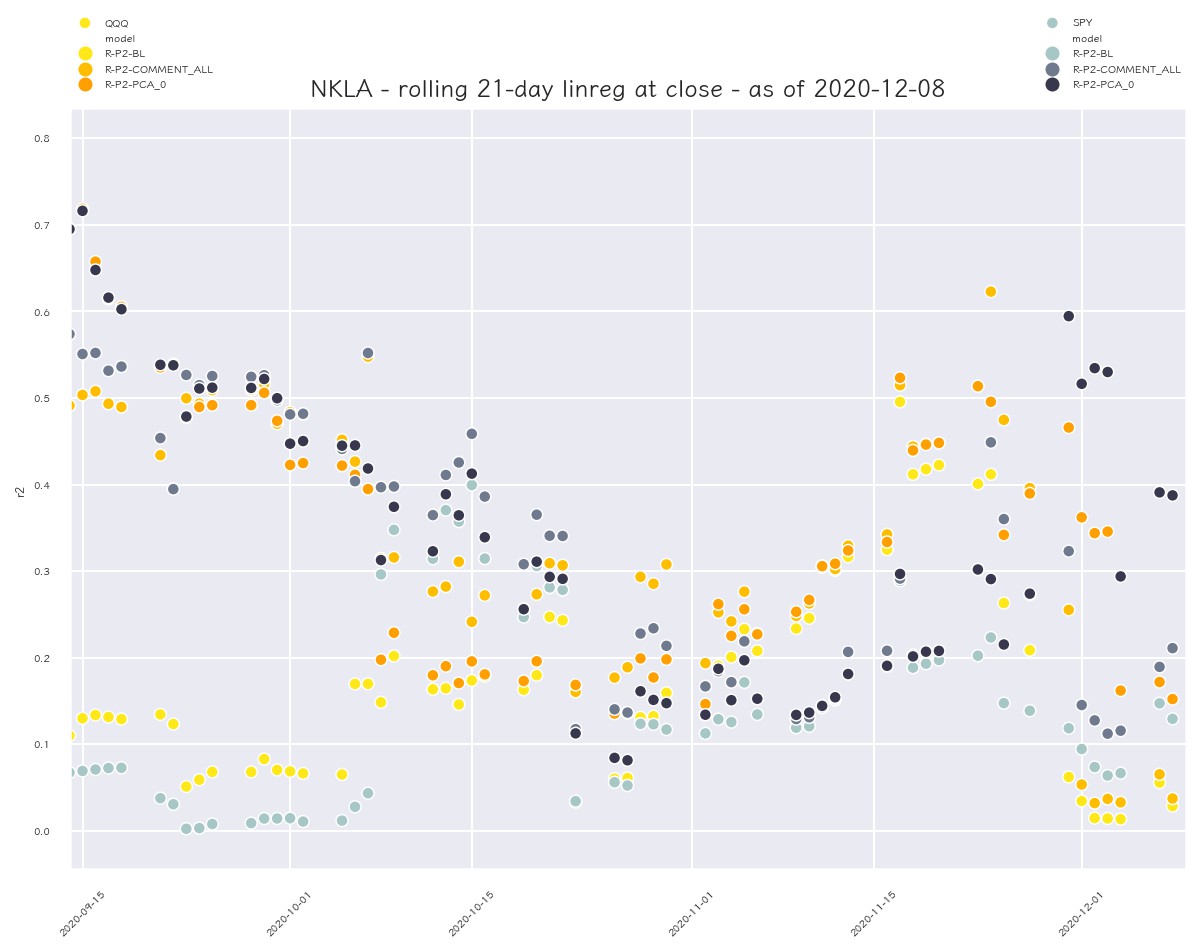 QQQ
model
R-P2-BL
R-P2-COMMENT_ALL
R-P2-PCA_0
SPY
model
R-P2-BL
R-P2-COMMENT_ALL
R-P2-PCA_0
NKLA - rolling 21-day linreg at close - as of 2020-12-08
0.8
0.7
0.6
0.5
0.4
0.3
0.2
0.1
0.0
r2
2020-09-15
2020-10-01
2020-10-15
2020-11-01
2020-11-15
2020-12-01